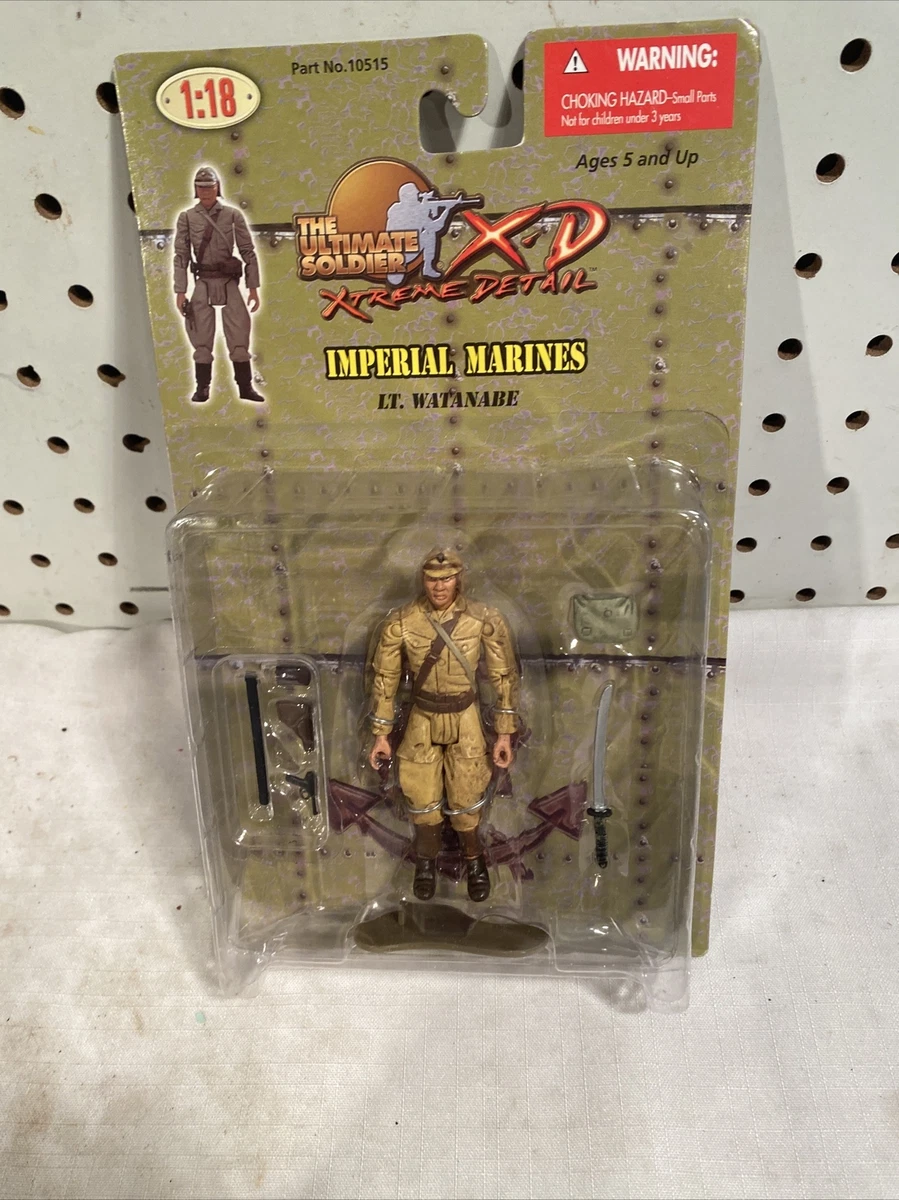 1:18
Part No.10515
WARNING:
CHOKING HAZARD–Small Parts
Not for children under 3 years
Ages 5 and Up
THE
ULTIMATE
SOLDIER
X-D
XTREME DETAIL™
IMPERIAL MARINES
LT. WATANABE